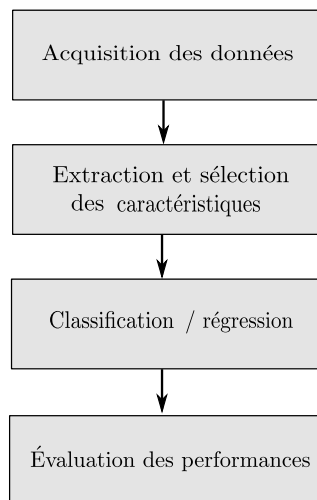 Acquisition des données
Extraction et sélection
des caractéristiques
Classification / régression
Évaluation des performances